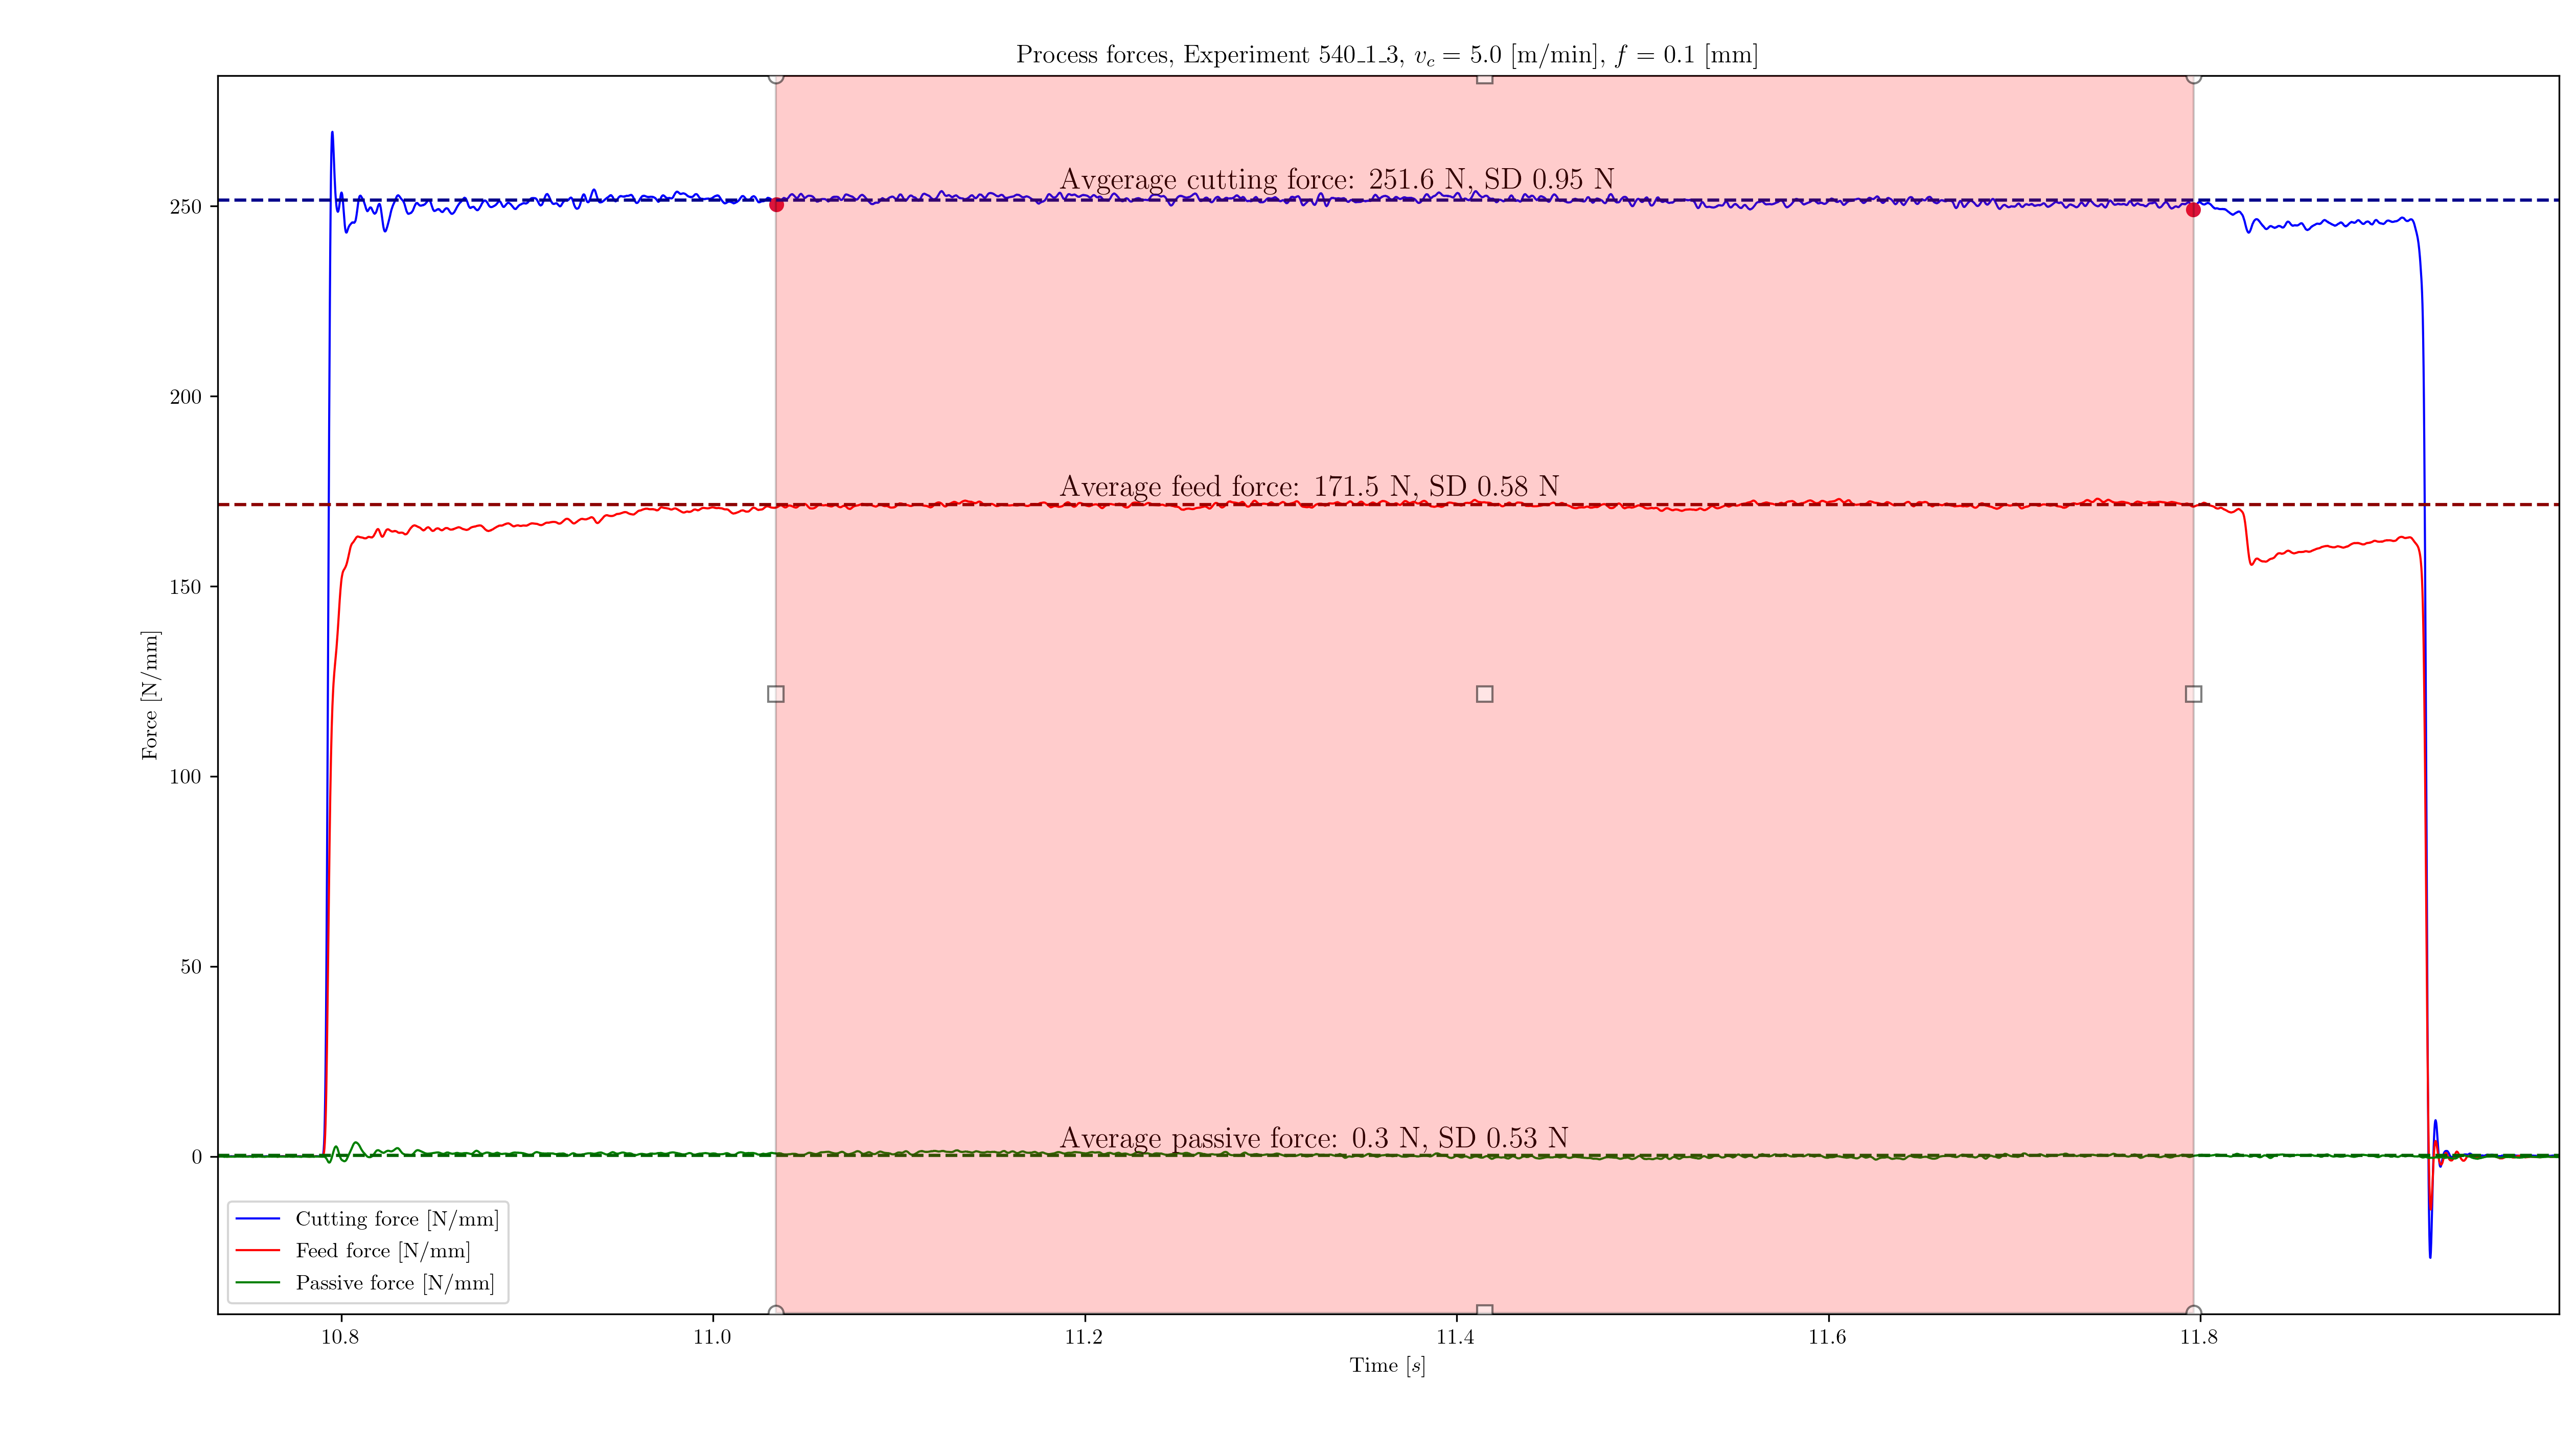 Process forces, Experiment 540_1_3, v_c = 5.0 [m/min], f = 0.1 [mm]
Avgerage cutting force: 251.6 N, SD 0.95 N
250
200
Average feed force: 171.5 N, SD 0.58 N
150
Force [N/mm]
100
50
Average passive force: 0.3 N, SD 0.53 N
0
Cutting force [N/mm]
Feed force [N/mm]
Passive force [N/mm]
10.8 11.0 11.2 11.4 11.6 11.8
Time [s]